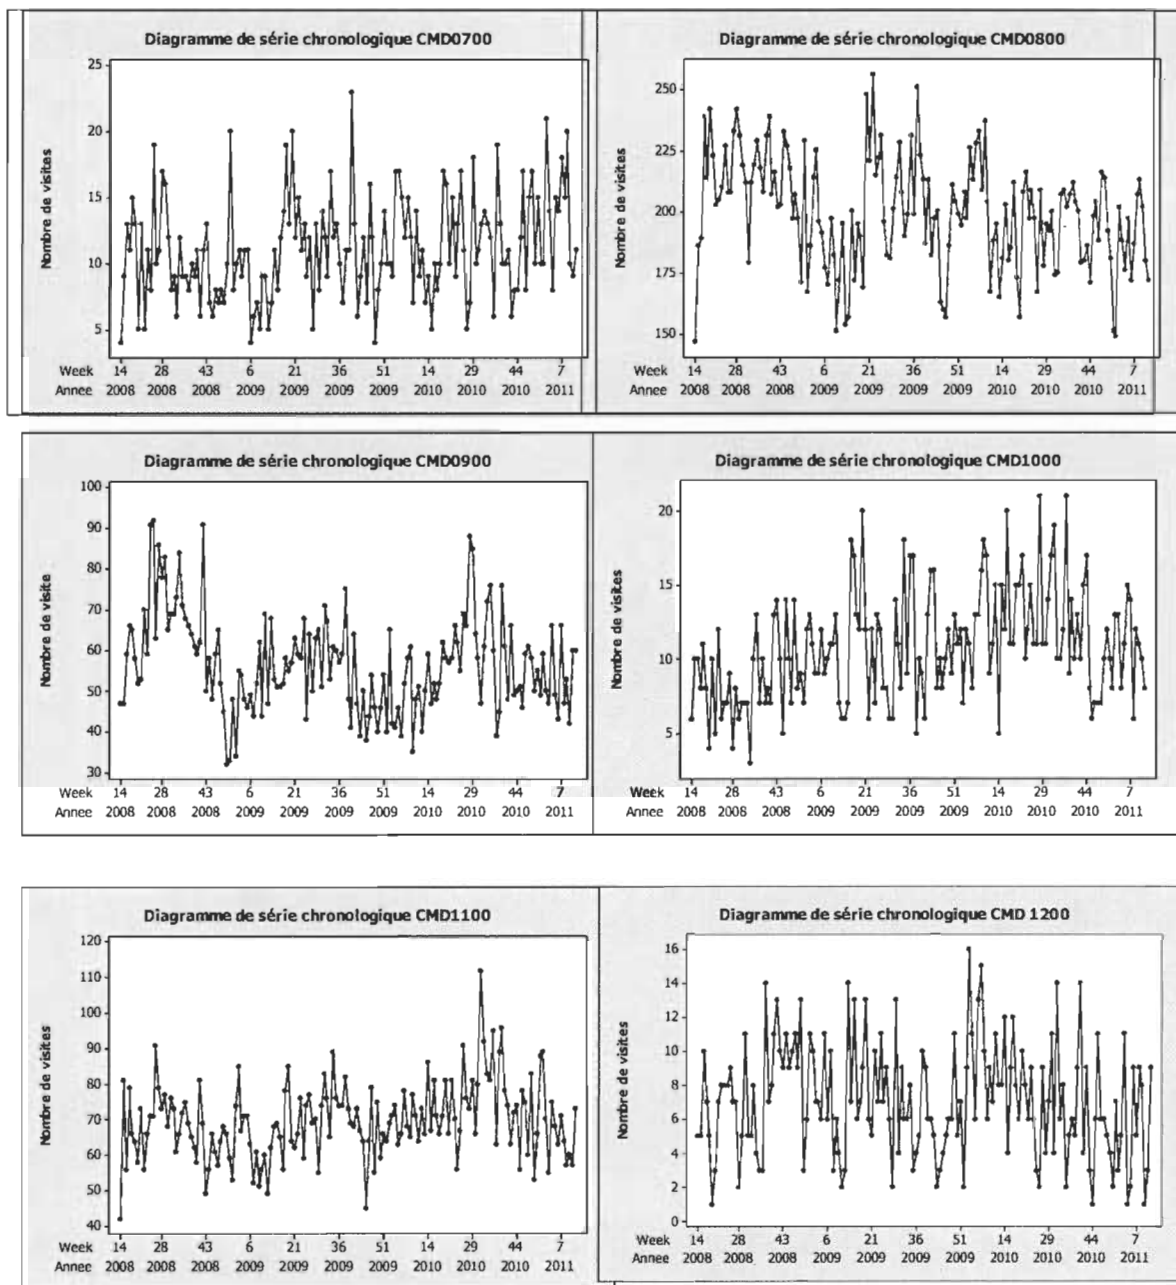 Diagramme de série chronologique CMD0700
Nombre de visites
25
20
15
10
5
Week 14 28 43 6 21 36 51 14 29 44 7
Annee 2008 2008 2008 2009 2009 2009 2009 2010 2010 2010 2011
Diagramme de série chronologique CMD0800
Nombre de visites
250
225
200
175
150
Week 14 28 43 6 21 36 51 14 29 44 7
Annee 2008 2008 2008 2009 2009 2009 2009 2010 2010 2010 2011
Diagramme de série chronologique CMD0900
Nombre de visite
100
90
80
70
60
50
40
30
Week 14 28 43 6 21 36 51 14 29 44 7
Annee 2008 2008 2008 2009 2009 2009 2009 2010 2010 2010 2011
Diagramme de série chronologique CMD1000
Nombre de visites
20
15
10
5
Week 14 28 43 6 21 36 51 14 29 44 7
Annee 2008 2008 2008 2009 2009 2009 2009 2010 2010 2010 2011
Diagramme de série chronologique CMD1100
Nombre de visites
120
110
100
90
80
70
60
50
40
Week 14 28 43 6 21 36 51 14 29 44 7
Annee 2008 2008 2008 2009 2009 2009 2009 2010 2010 2010 2011
Diagramme de série chronologique CMD 1200
Nombre de visites
16
14
12
10
8
6
4
2
0
Week 14 28 43 6 21 36 51 14 29 44 7
Annee 2008 2008 2008 2009 2009 2009 2009 2010 2010 2010 2011